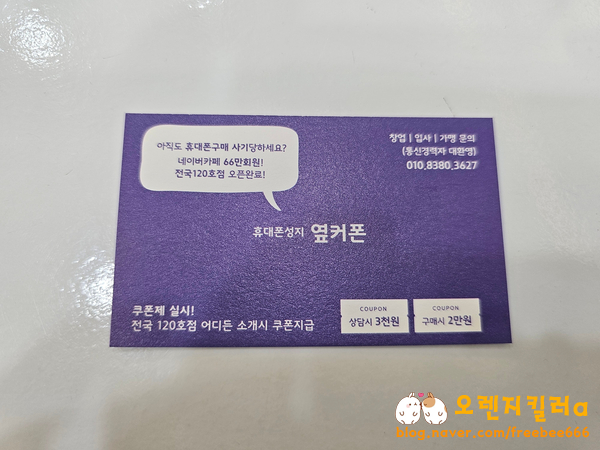 아직도 휴대폰구매 사기당하세요?
네이버카페 66만회원!
전국120호점 오픈완료!
창업 | 입사 | 가맹 문의
(통신경력자 대환영)
010.8380.3627
휴대폰성지 옆커폰
쿠폰제 실시!
전국 120호점 어디든 소개시 쿠폰지급
COUPON
상담시 3천원
COUPON
구매시 2만원
오렌지킬러a
blog.naver.com/freebee666